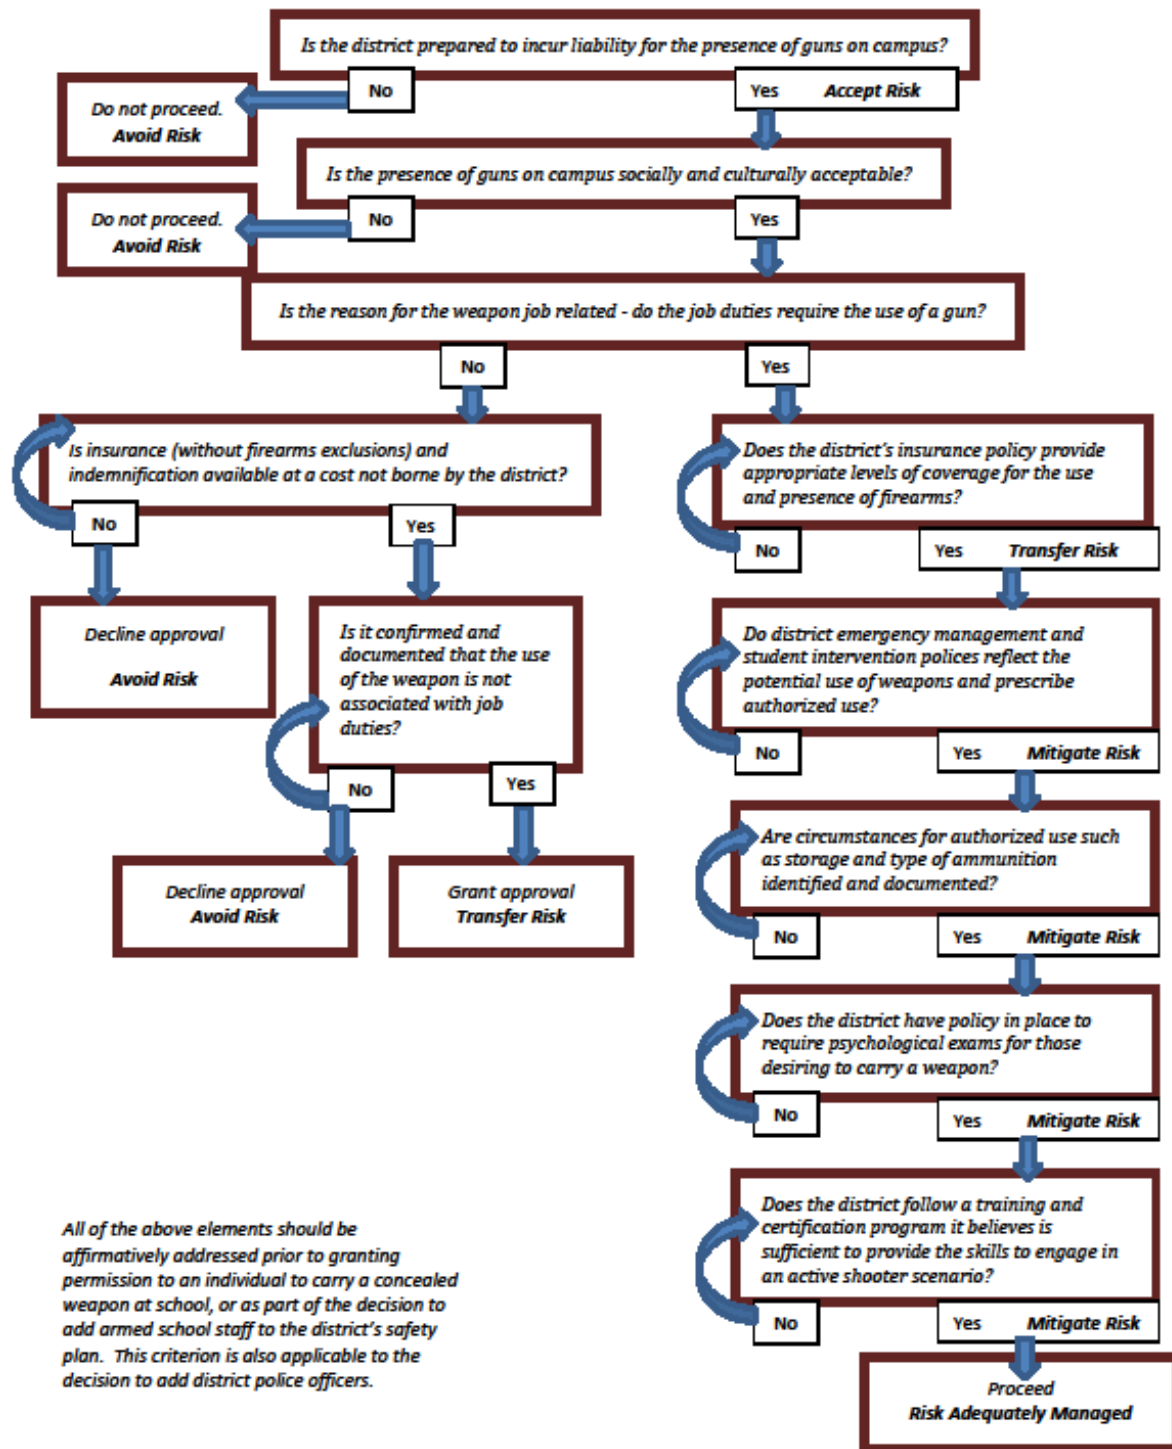 Is the district prepared to incur liability for the presence of guns on campus?
No
Yes Accept Risk
Do not proceed.
Avoid Risk
Is the presence of guns on campus socially and culturally acceptable?
No
Yes
Do not proceed.
Avoid Risk
Is the reason for the weapon job related - do the job duties require the use of a gun?
No
Yes
Is insurance (without firearms exclusions) and
indemnification available at a cost not borne by the district?
No
Yes
Decline approval
Avoid Risk
Is it confirmed and
documented that the use
of the weapon is not
associated with job
duties?
No
Yes
Decline approval
Avoid Risk
Grant approval
Transfer Risk
Does the district's insurance policy provide
appropriate levels of coverage for the use
and presence of firearms?
No
Yes Transfer Risk
Do district emergency management and
student intervention polices reflect the
potential use of weapons and prescribe
authorized use?
No
Yes Mitigate Risk
Are circumstances for authorized use such
as storage and type of ammunition
identified and documented?
No
Yes Mitigate Risk
Does the district have policy in place to
require psychological exams for those
desiring to carry a weapon?
No
Yes Mitigate Risk
Does the district follow a training and
certification program it believes is
sufficient to provide the skills to engage in
an active shooter scenario?
No
Yes Mitigate Risk
Proceed
Risk Adequately Managed
All of the above elements should be
affirmatively addressed prior to granting
permission to an individual to carry a concealed
weapon at school, or as part of the decision to
add armed school staff to the district's safety
plan. This criterion is also applicable to the
decision to add district police officers.